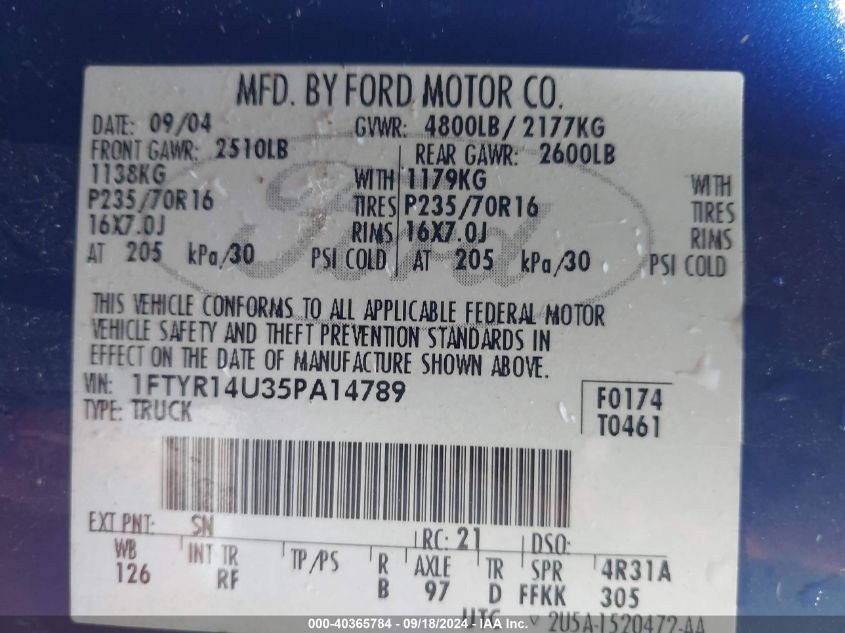 MFD. BY FORD MOTOR CO.
DATE: 09/04 GVWR: 4800LB/ 2177KG
FRONT GAWR: 2510LB REAR GAWR: 2600LB
1138KG WITH 1179KG WITH
P235/70R16 TIRES P235/70R16 TIRES
16X7.0J RIMS 16X7.0J RIMS
AT 205 kPa/30 PSI COLD AT 205 kPa/30 PSI COLD
Ford
THIS VEHICLE CONFORMS TO ALL APPLICABLE FEDERAL MOTOR
VEHICLE SAFETY AND THEFT PREVENTION STANDARDS IN
EFFECT ON THE DATE OF MANUFACTURE SHOWN ABOVE.
VIN: 1FTYR14U35PA14789 F0174
TYPE: TRUCK T0461
EXT PNT: SN RC: 21 DSO:
WB INT TR TP/PS R AXLE TR SPR 4R31A
126 RF B 97 D FFKK 305
UTC V 2U5A-1520472-AA
000-40365784 - 09/18/2024 - IAA Inc.